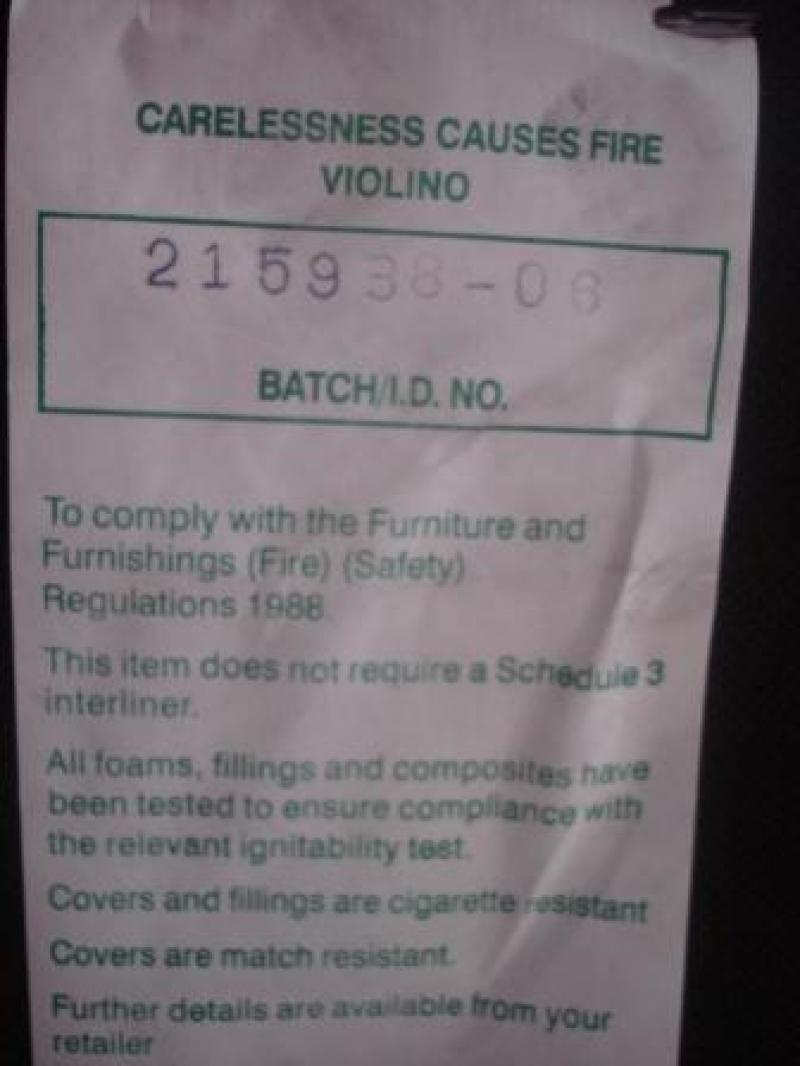 CARELESSNESS CAUSES FIRE
VIOLINO
215938-06
BATCH/I.D. NO.
To comply with the Furniture and
Furnishings (Fire) (Safety)
Regulations 1988.
This item does not require a Schedule 3
interliner.
All foams, fillings and composites have
been tested to ensure compliance with
the relevant ignitability test.
Covers and fillings are cigarette resistant
Covers are match resistant.
Further details are available from your
retailer